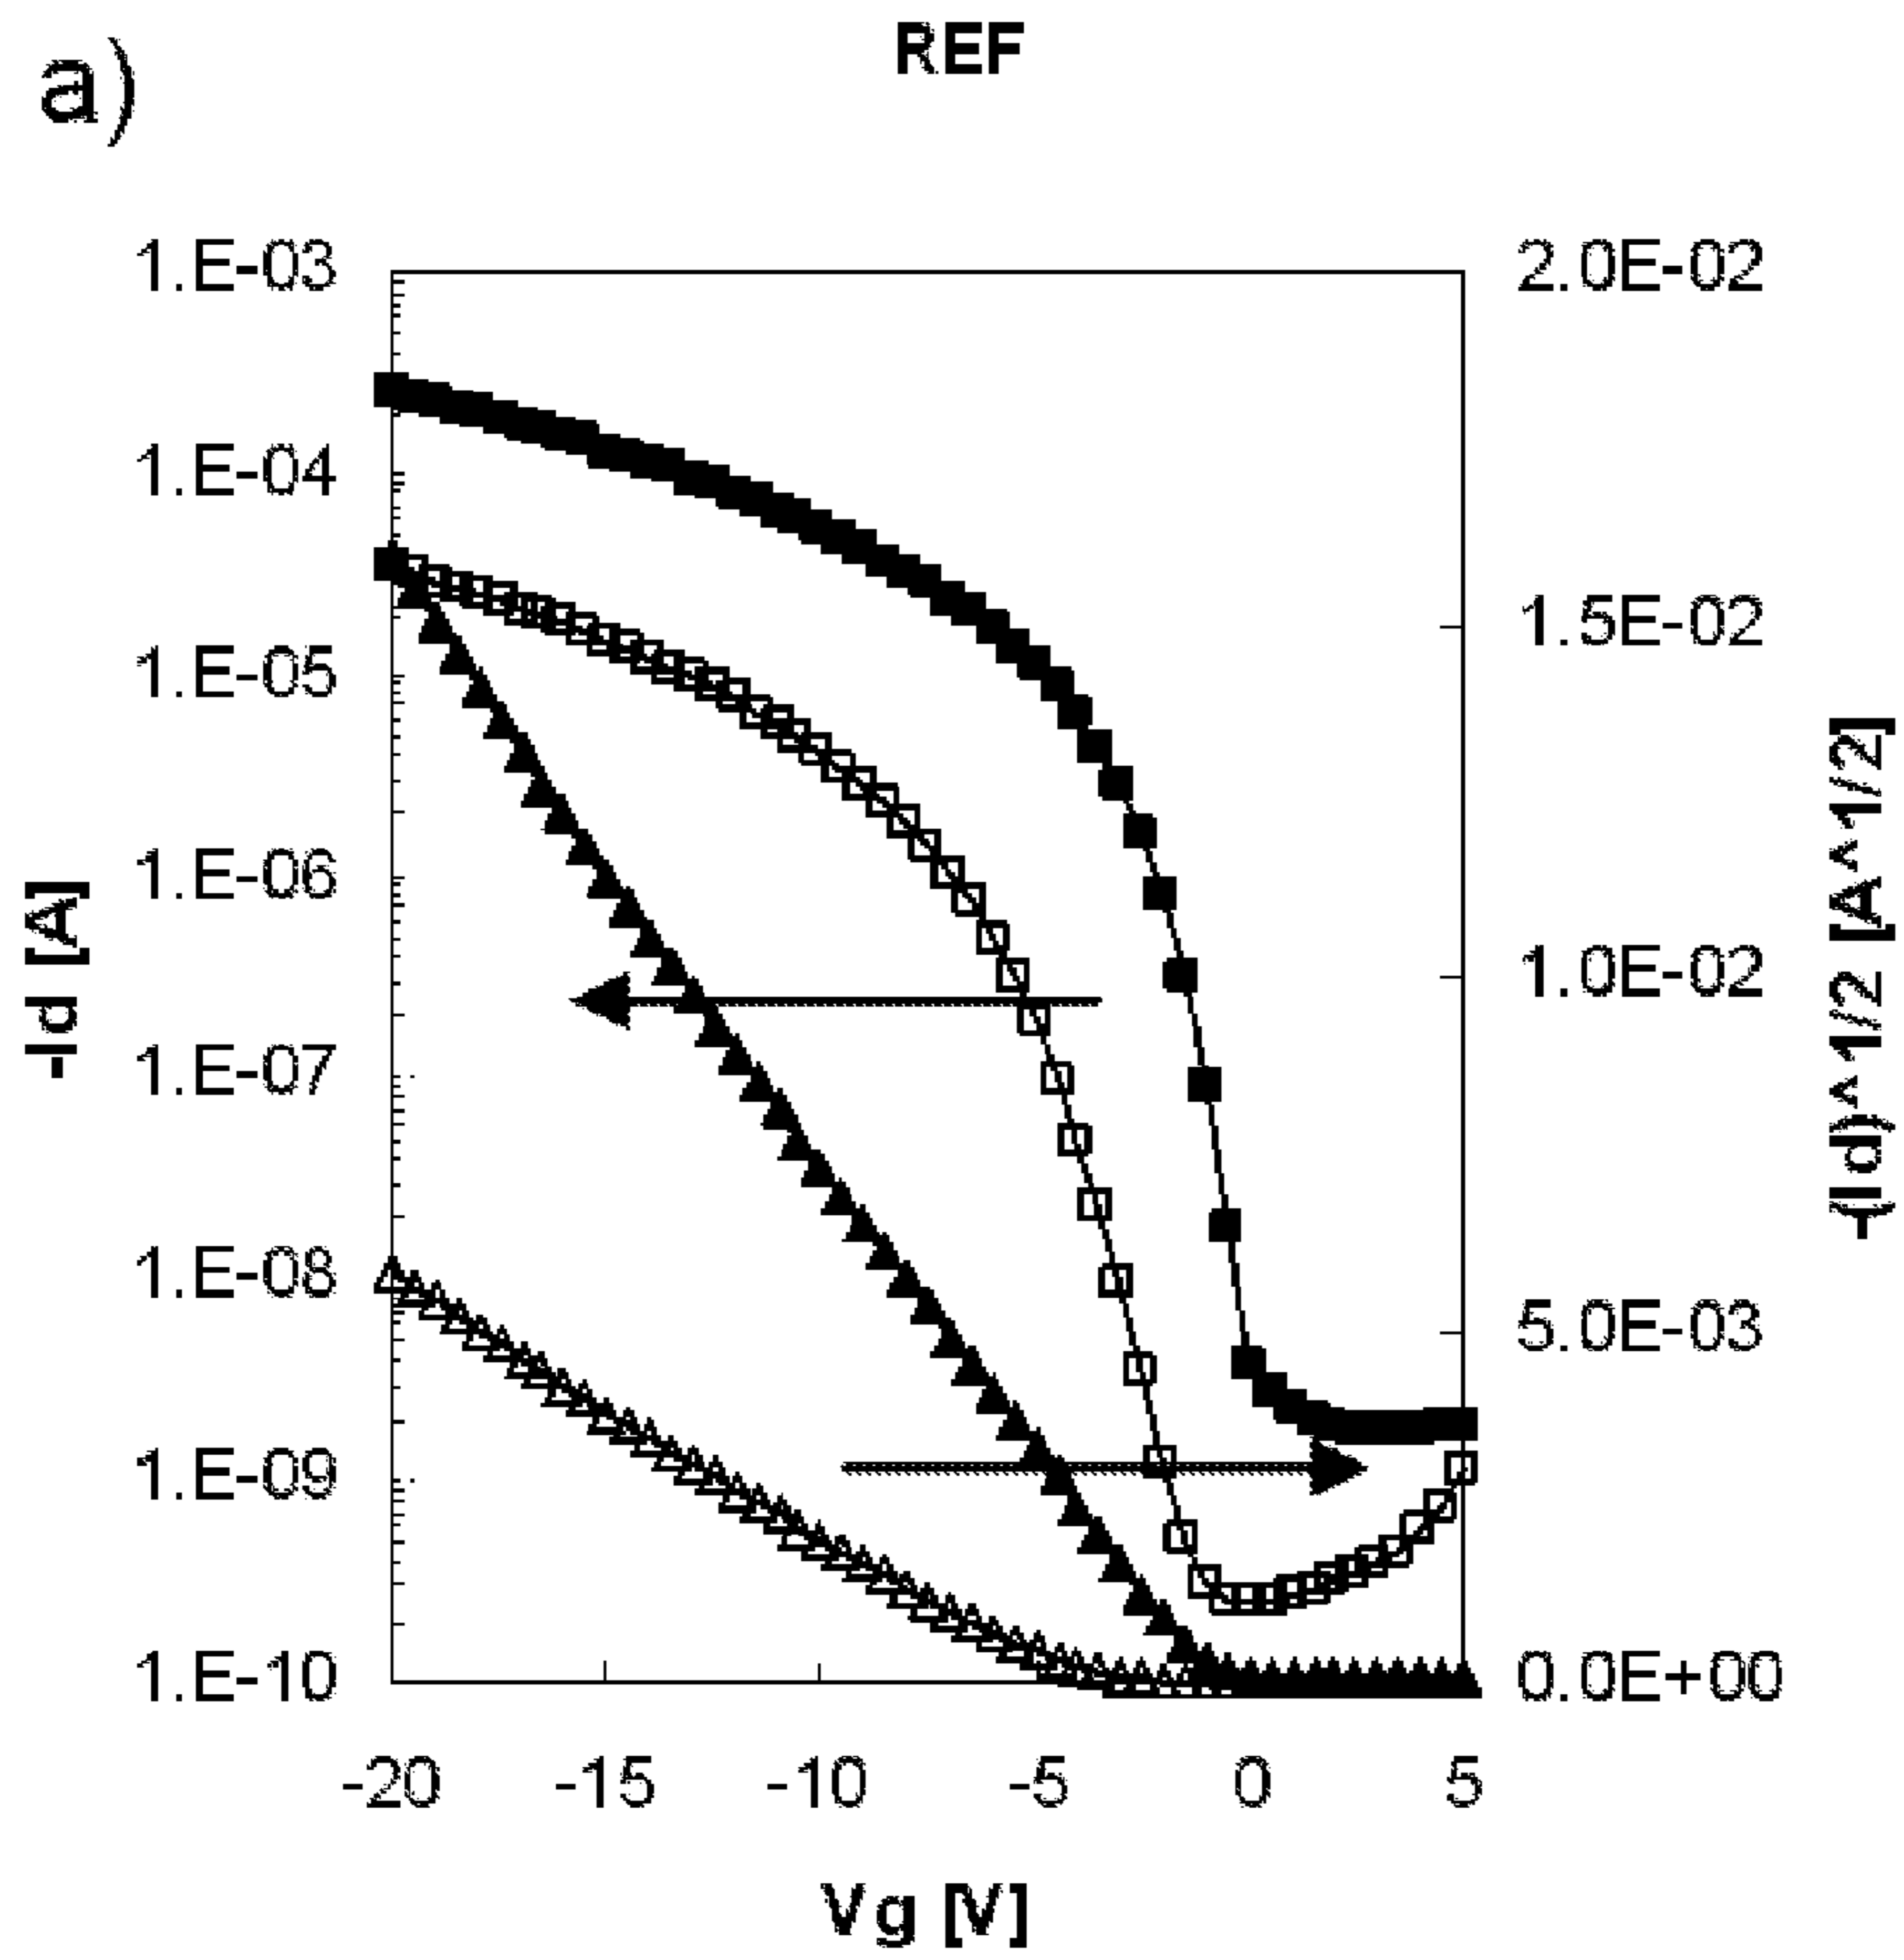 a)
REF
1.E-03
1.E-04
1.E-05
1.E-06
1.E-07
1.E-08
1.E-09
1.E-10
-Id [A]
2.0E-02
1.5E-02
1.0E-02
5.0E-03
0.0E+00
-(Id)^1/2 [A^1/2]
-20 -15 -10 -5 0 5
Vg [V]